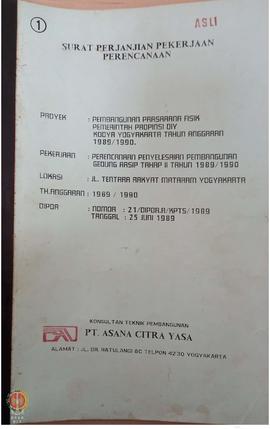 1
ASLI
SURAT PERJANJIAN PEKERJAAN
PERENCANAAN
PROYEK : PEMBANGUNAN PRASARANA FISIK
PEMERINTAH PROPINSI DIY
KODYA YOGYAKARTA TAHUN ANGGARAN
1989/1990.
PEKERJAAN : PERENCANAAN PENYELESAIAN PEMBANGUNAN
GEDUNG ARSIP TAHAP II TAHUN 1989/1990
LOKASI : JL. TENTARA RAKYAT MATARAM YOGYAKARTA
TH.ANGGARAN : 1989 / 1990
DIPDA : NOMOR : 21/DIPDA.R/KPTS/1989
TANGGAL : 25 JUNI 1989
KONSULTAN TEKNIK PEMBANGUNAN
PT. ASANA CITRA YASA
ALAMAT : JL. DR. RATULANGI 8C TELPON 4230 YOGYAKARTA